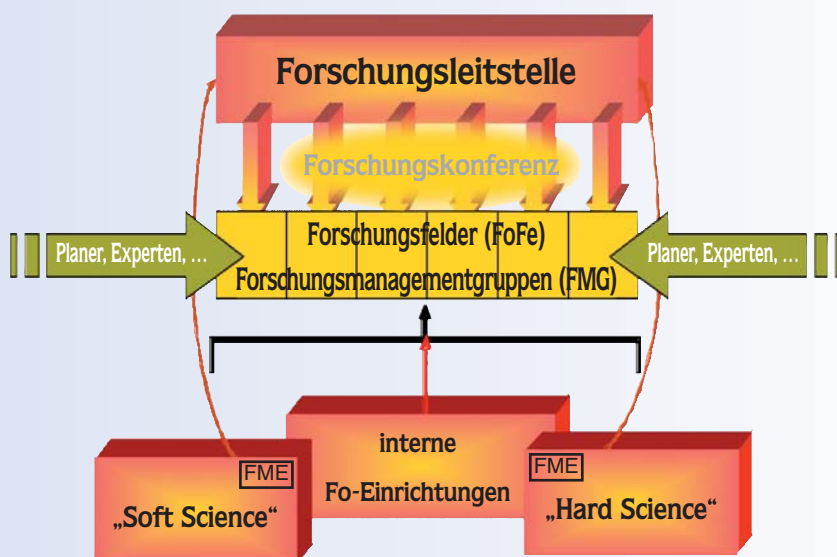 Forschungsleitstelle
Forschungskonferenz
Planer, Experten, ...
Forschungsfelder (FoFe)
Forschungsmanagementgruppen (FMG)
Planer, Experten, ...
interne
Fo-Einrichtungen
FME
„Soft Science“
FME
„Hard Science“